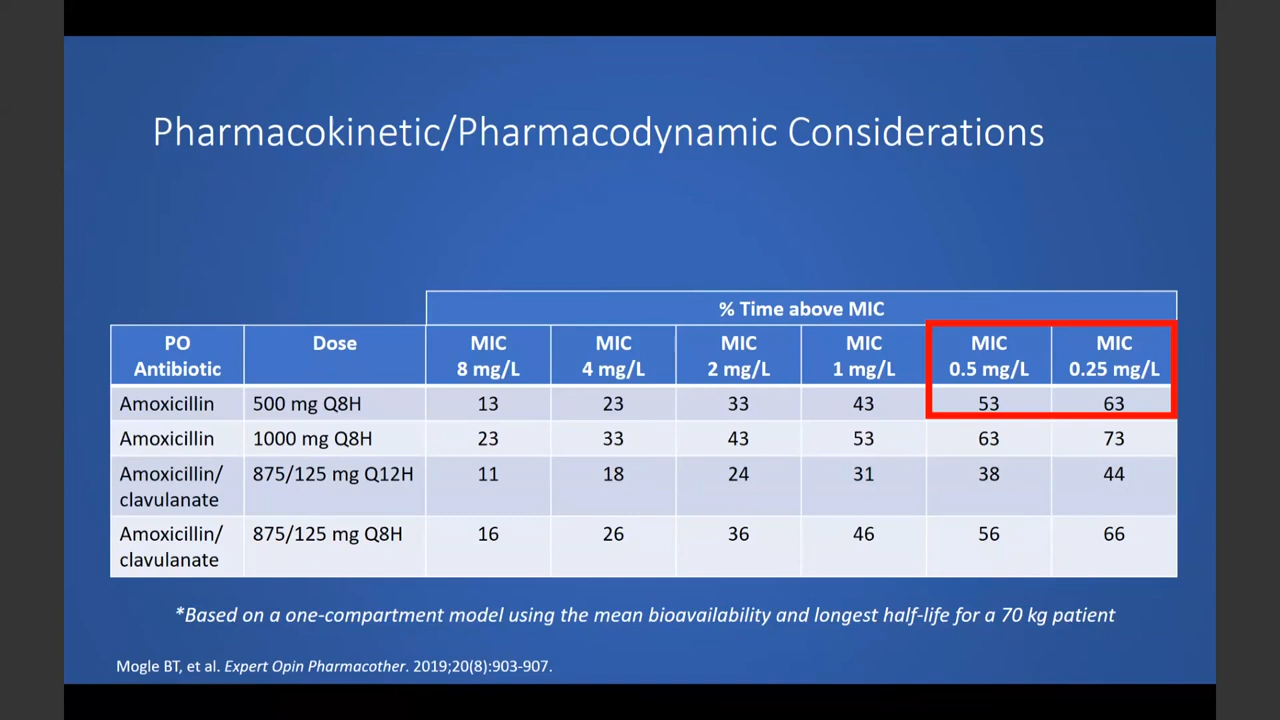 Pharmacokinetic/Pharmacodynamic Considerations
% Time above MIC
PO Antibiotic Dose MIC 8 mg/L MIC 4 mg/L MIC 2 mg/L MIC 1 mg/L MIC 0.5 mg/L MIC 0.25 mg/L
Amoxicillin 500 mg Q8H 13 23 33 43 53 63
Amoxicillin 1000 mg Q8H 23 33 43 53 63 73
Amoxicillin/ clavulanate 875/125 mg Q12H 11 18 24 31 38 44
Amoxicillin/ clavulanate 875/125 mg Q8H 16 26 36 46 56 66
*Based on a one-compartment model using the mean bioavailability and longest half-life for a 70 kg patient
Mogle BT, et al. Expert Opin Pharmacother. 2019;20(8):903-907.